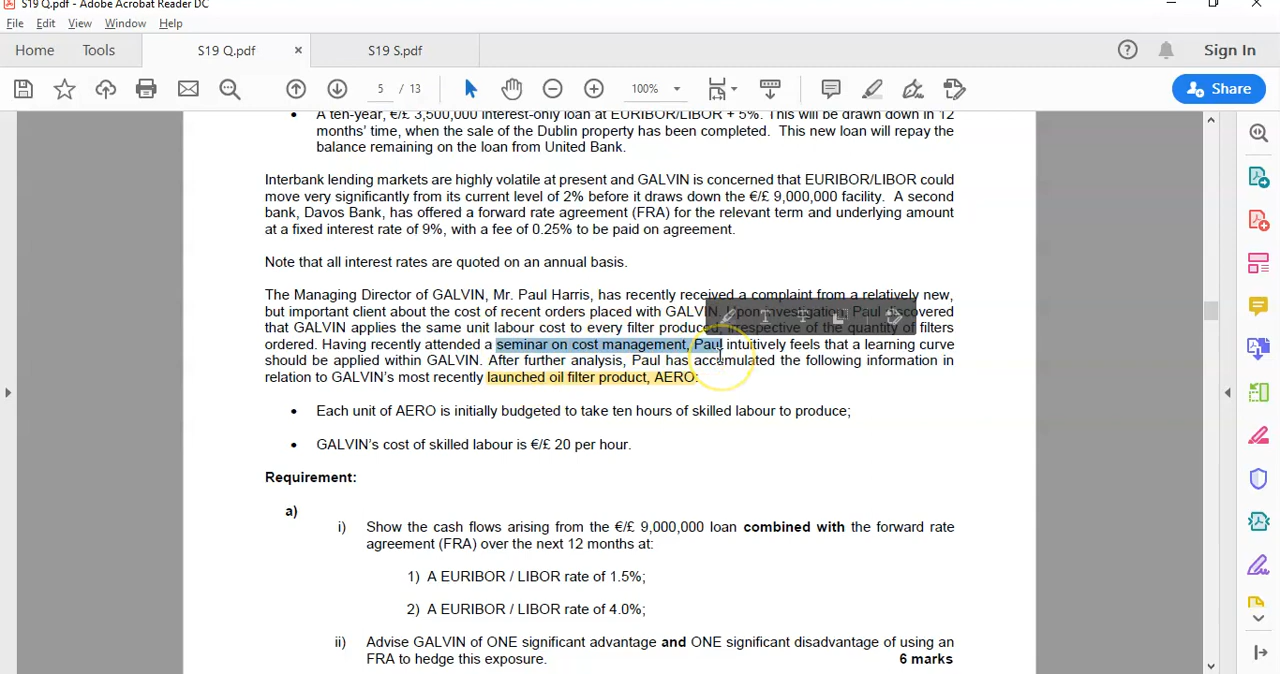 S19 Q.pdf - Adobe Acrobat Reader DC
File Edit View Window Help
Home Tools S19 Q.pdf × S19 S.pdf Sign In
5 / 13 100% Share
• A ten-year, €/£ 3,500,000 interest-only loan at EURIBOR/LIBOR + 5%. This will be drawn down in 12
months' time, when the sale of the Dublin property has been completed. This new loan will repay the
balance remaining on the loan from United Bank.
Interbank lending markets are highly volatile at present and GALVIN is concerned that EURIBOR/LIBOR could
move very significantly from its current level of 2% before it draws down the €/£ 9,000,000 facility. A second
bank, Davos Bank, has offered a forward rate agreement (FRA) for the relevant term and underlying amount
at a fixed interest rate of 9%, with a fee of 0.25% to be paid on agreement.
Note that all interest rates are quoted on an annual basis.
The Managing Director of GALVIN, Mr. Paul Harris, has recently received a complaint from a relatively new,
but important client about the cost of recent orders placed with GALVIN. Upon investigation, Paul discovered
that GALVIN applies the same unit labour cost to every filter produced, irrespective of the quantity of filters
ordered. Having recently attended a seminar on cost management, Paul intuitively feels that a learning curve
should be applied within GALVIN. After further analysis, Paul has accumulated the following information in
relation to GALVIN's most recently launched oil filter product, AERO:
• Each unit of AERO is initially budgeted to take ten hours of skilled labour to produce;
• GALVIN's cost of skilled labour is €/£ 20 per hour.
Requirement:
a)
i) Show the cash flows arising from the €/£ 9,000,000 loan combined with the forward rate
agreement (FRA) over the next 12 months at:
1) A EURIBOR / LIBOR rate of 1.5%;
2) A EURIBOR / LIBOR rate of 4.0%;
ii) Advise GALVIN of ONE significant advantage and ONE significant disadvantage of using an
FRA to hedge this exposure. 6 marks